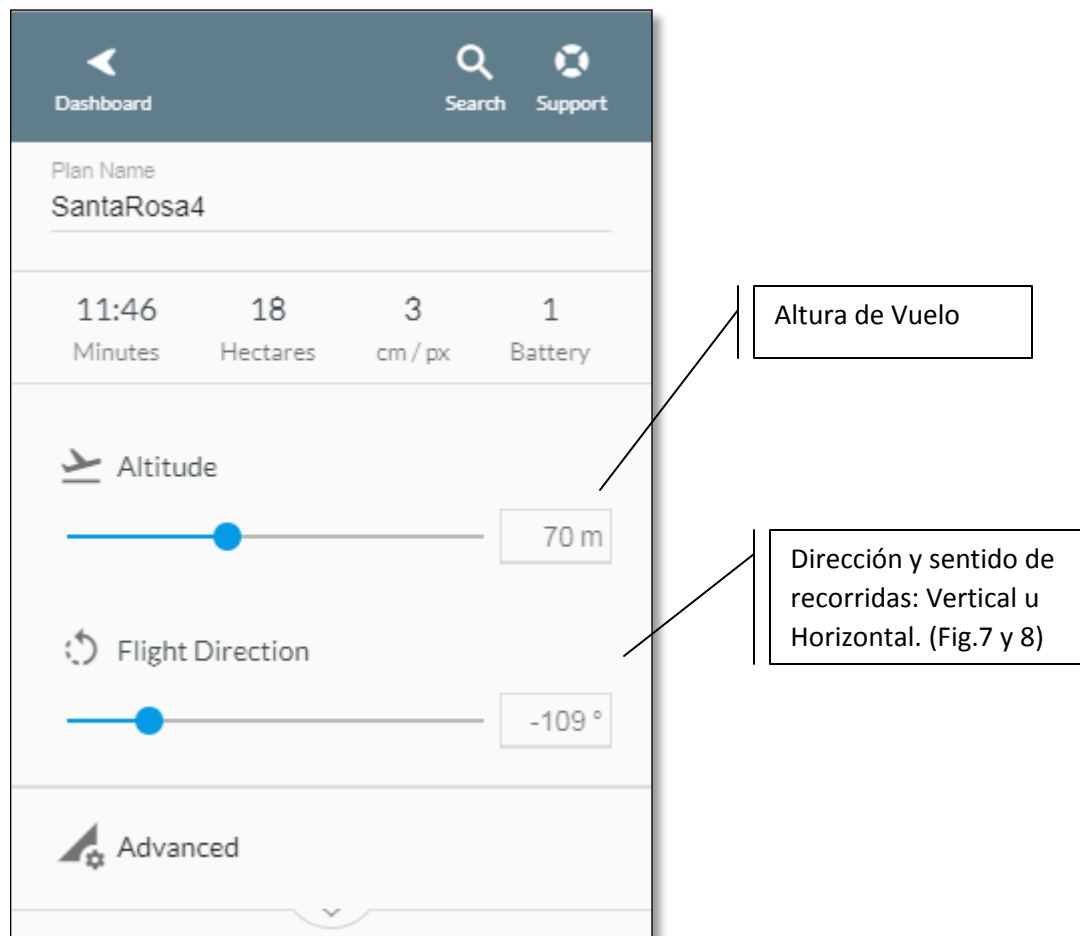 Dashboard
Search
Support
Plan Name
SantaRosa4
11:46
18
3
1
Minutes
Hectares
cm / px
Battery
Altura de Vuelo
Altitude
70 m
Dirección y sentido de
recorridas: Vertical u
Horizontal. (Fig.7 y 8)
Flight Direction
-109 °
Advanced